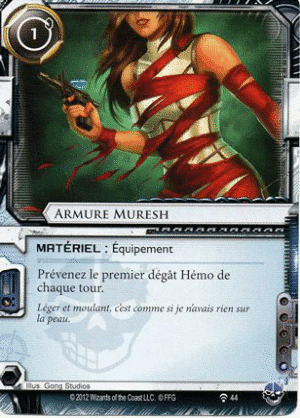 1
ARMURE MURESH
MATÉRIEL : Équipement
Prévenez le premier dégât Hémo de
chaque tour.
Léger et moulant, c'est comme si je n'avais rien sur
la peau.
Illus. Gong Studios
© 2012 Wizards of the Coast LLC. © FFG 44